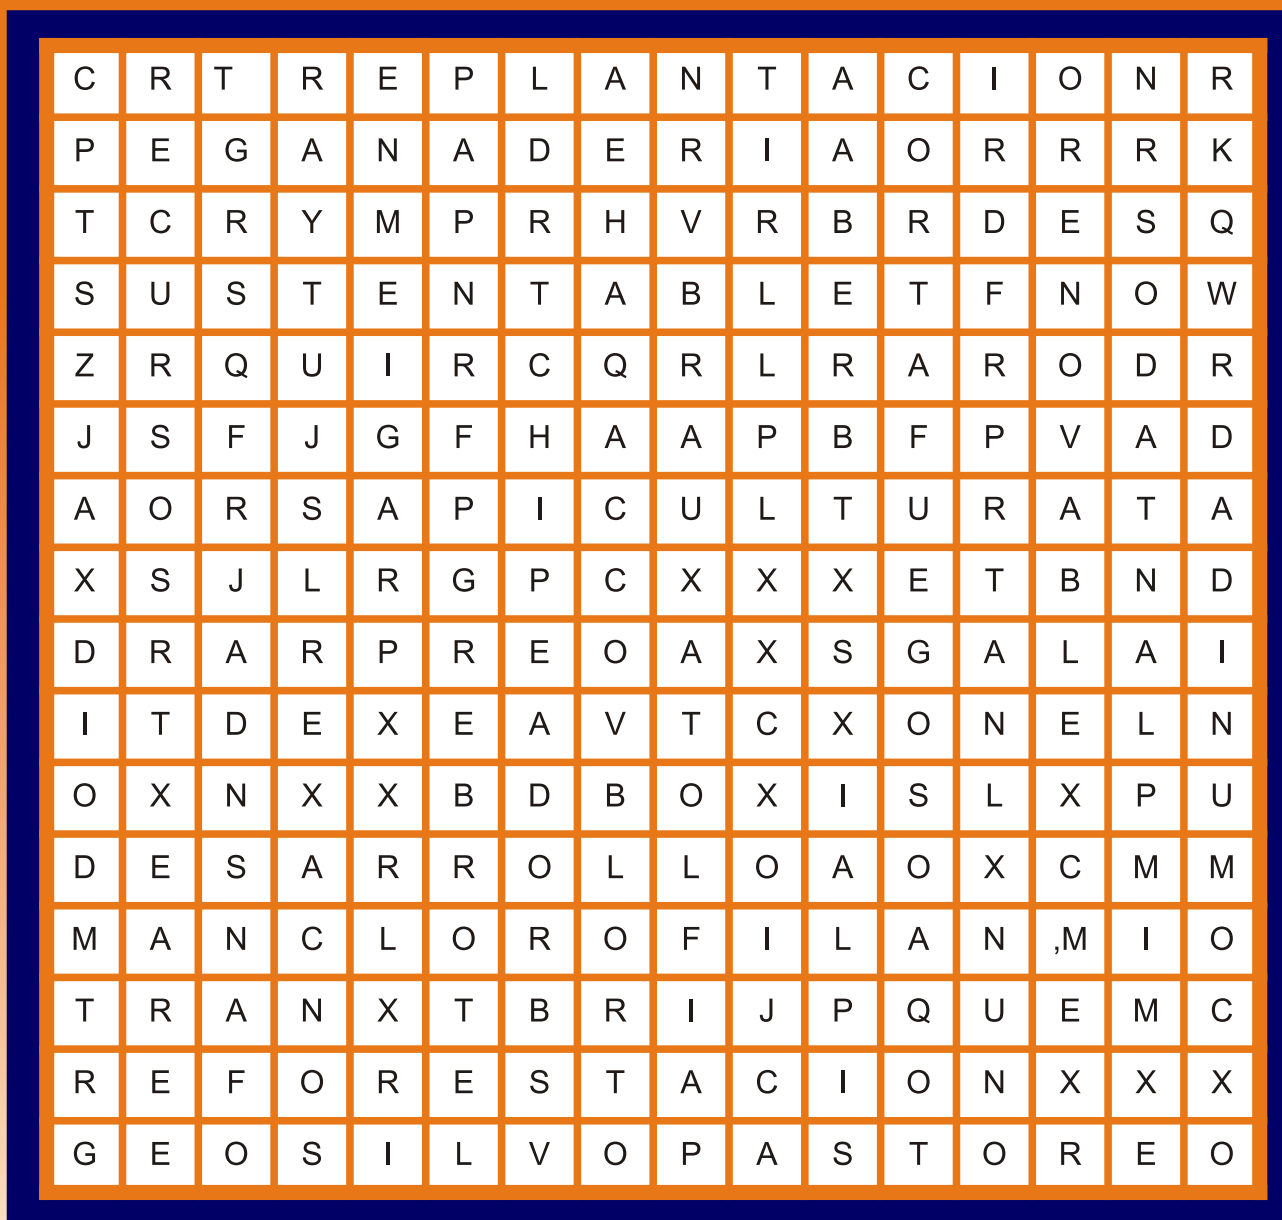 C R T R E P L A N T A C I O N R
P E G A N A D E R I A O R R R K
T C R Y M P R H V R B R D E S Q
S U S T E N T A B L E T F N O W
Z R Q U I R C Q R L R A R O D R
J S F J G F H A A P B F P V A D
A O R S A P I C U L T U R A T A
X S J L R G P C X X X E T B N D
D R A R P R E O A X S G A L A I
I T D E X E A V T C X O N E L N
O X N X X B D B O X I S L X P U
D E S A R R O L L O A O X C M M
M A N C L O R O F I L A N ,M I O
T R A N X T B R I J P Q U E M C
R E F O R E S T A C I O N X X X
G E O S I L V O P A S T O R E O